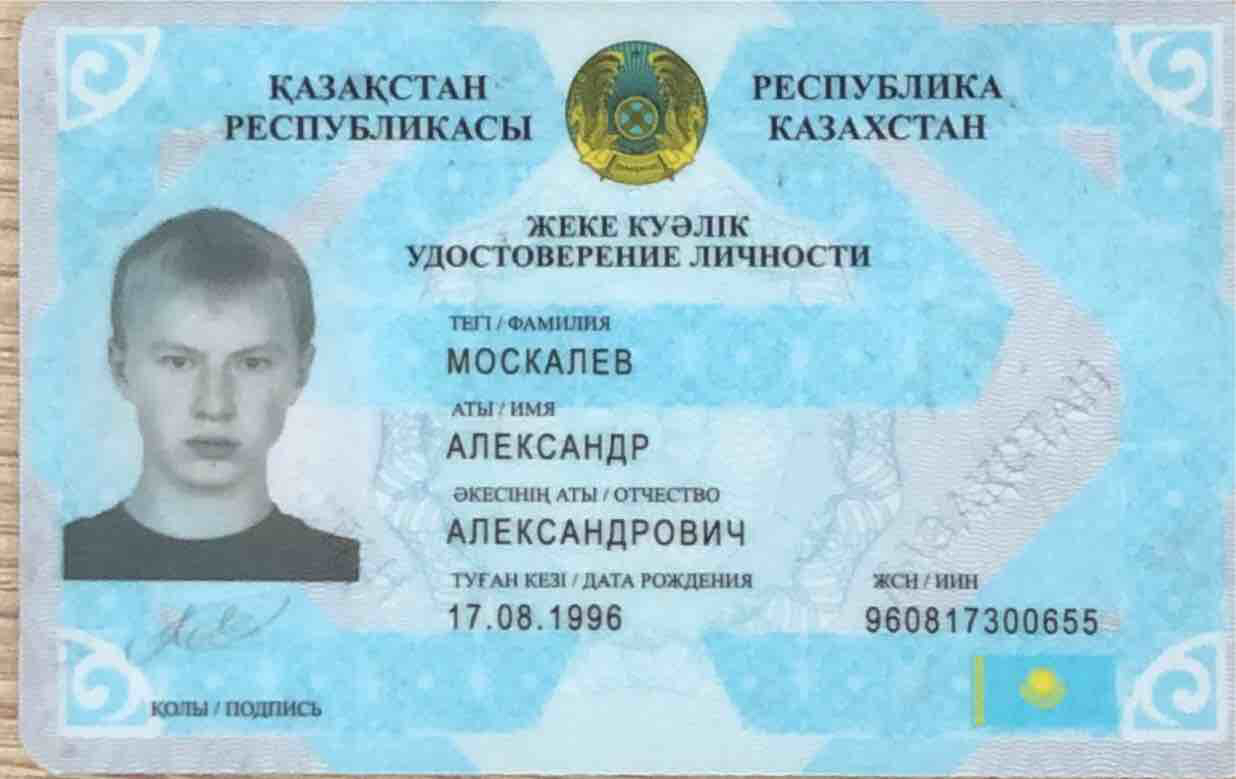 ҚАЗАҚСТАН
РЕСПУБЛИКАСЫ
РЕСПУБЛИКА
КАЗАХСТАН
ЖЕКЕ КУӘЛІК
УДОСТОВЕРЕНИЕ ЛИЧНОСТИ
ТЕГІ / ФАМИЛИЯ
МОСКАЛЕВ
АТЫ / ИМЯ
АЛЕКСАНДР
ӘКЕСІНІҢ АТЫ / ОТЧЕСТВО
АЛЕКСАНДРОВИЧ
ТУҒАН КЕЗІ / ДАТА РОЖДЕНИЯ
17.08.1996
ЖСН / ИИН
960817300655
ҚОЛЫ / ПОДПИСЬ